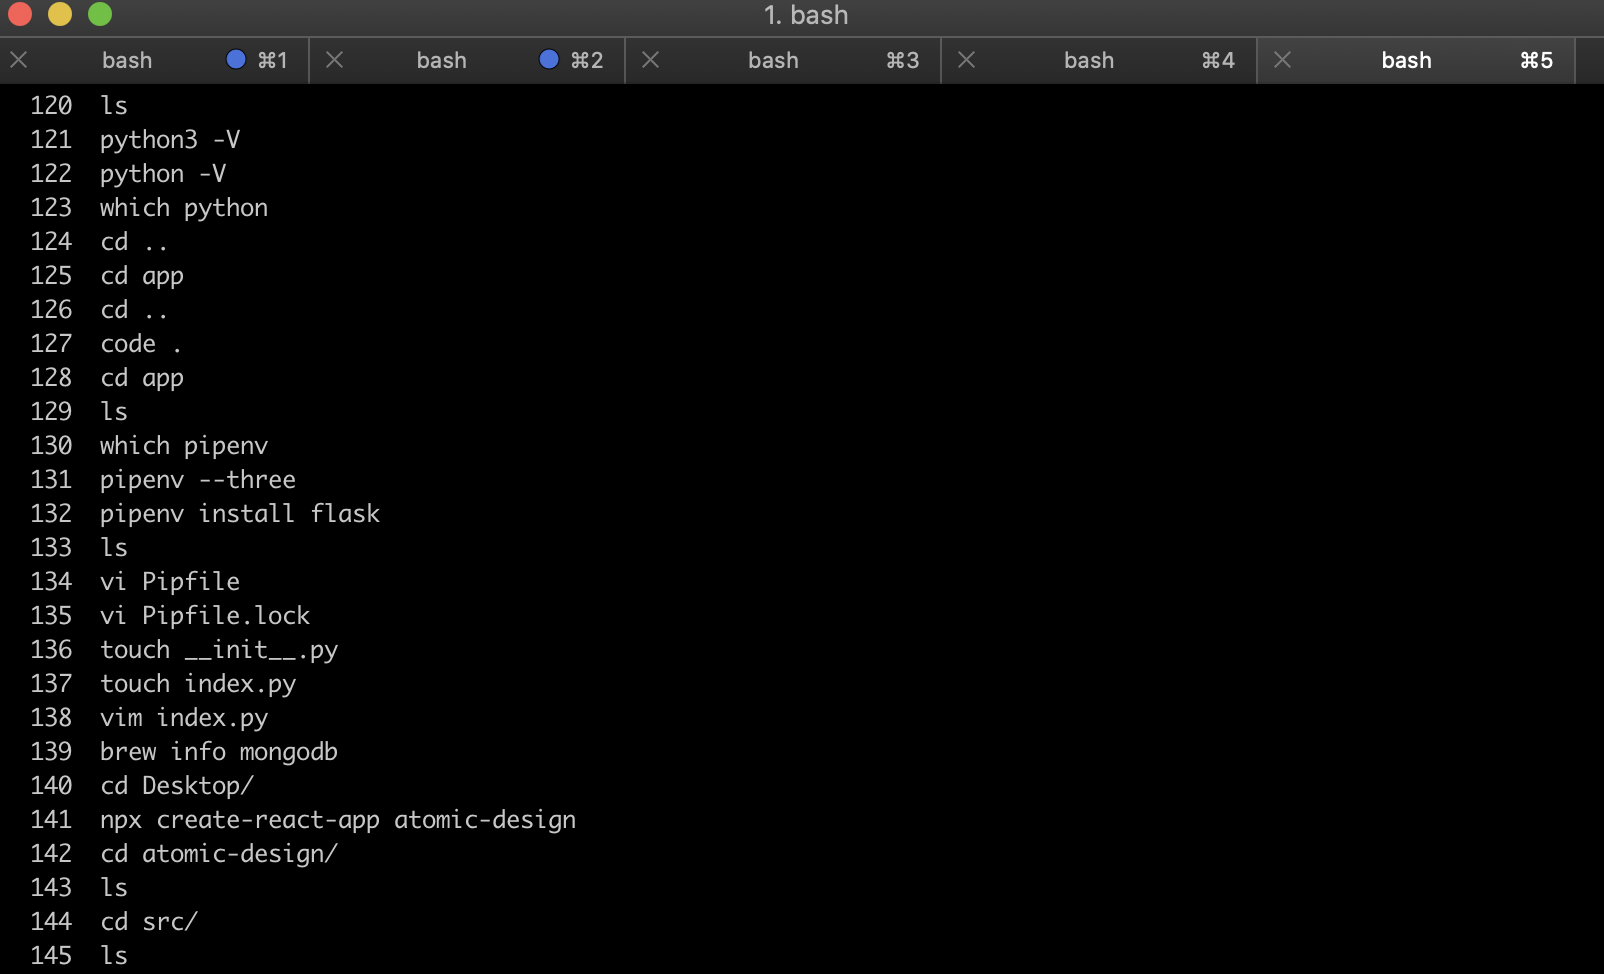 1. bash
bash ⌘1 bash ⌘2 bash ⌘3 bash ⌘4 bash ⌘5
120 ls
121 python3 -V
122 python -V
123 which python
124 cd ..
125 cd app
126 cd ..
127 code .
128 cd app
129 ls
130 which pipenv
131 pipenv --three
132 pipenv install flask
133 ls
134 vi Pipfile
135 vi Pipfile.lock
136 touch __init__.py
137 touch index.py
138 vim index.py
139 brew info mongodb
140 cd Desktop/
141 npx create-react-app atomic-design
142 cd atomic-design/
143 ls
144 cd src/
145 ls